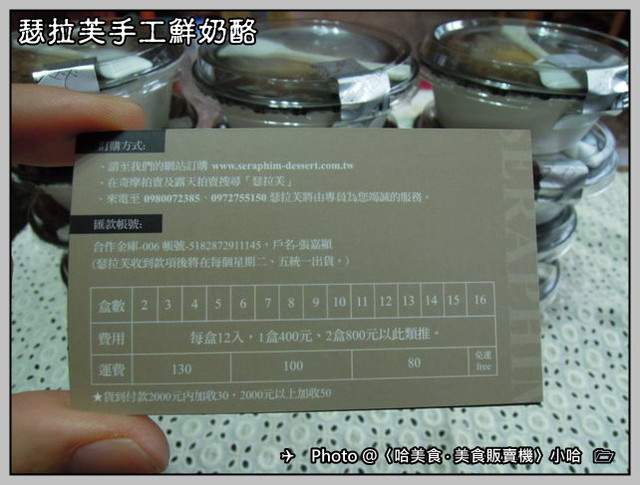 瑟拉芙手工鮮奶酪
訂購方式:
、請至我們的網站訂購 www.seraphim-dessert.com.tw
、在奇摩拍賣及露天拍賣搜尋「瑟拉芙」
、來電至 0980072385、0972755150 瑟拉芙將由專員為您竭誠的服務。
匯款帳號:
合作金庫-006 帳號-5182872911145，戶名-張嘉顯
(瑟拉芙收到款項後將在每個星期二、五統一出貨。)
盒數 2 3 4 5 6 7 8 9 10 11 12 13 14 15 16
費用 每盒12入，1盒400元、2盒800元以此類推。
運費 130 100 80 免運 free
★貨到付款2000元內加收30，2000元以上加收50
SERAPHIM
Photo @〈哈美食‧美食販賣機〉小哈